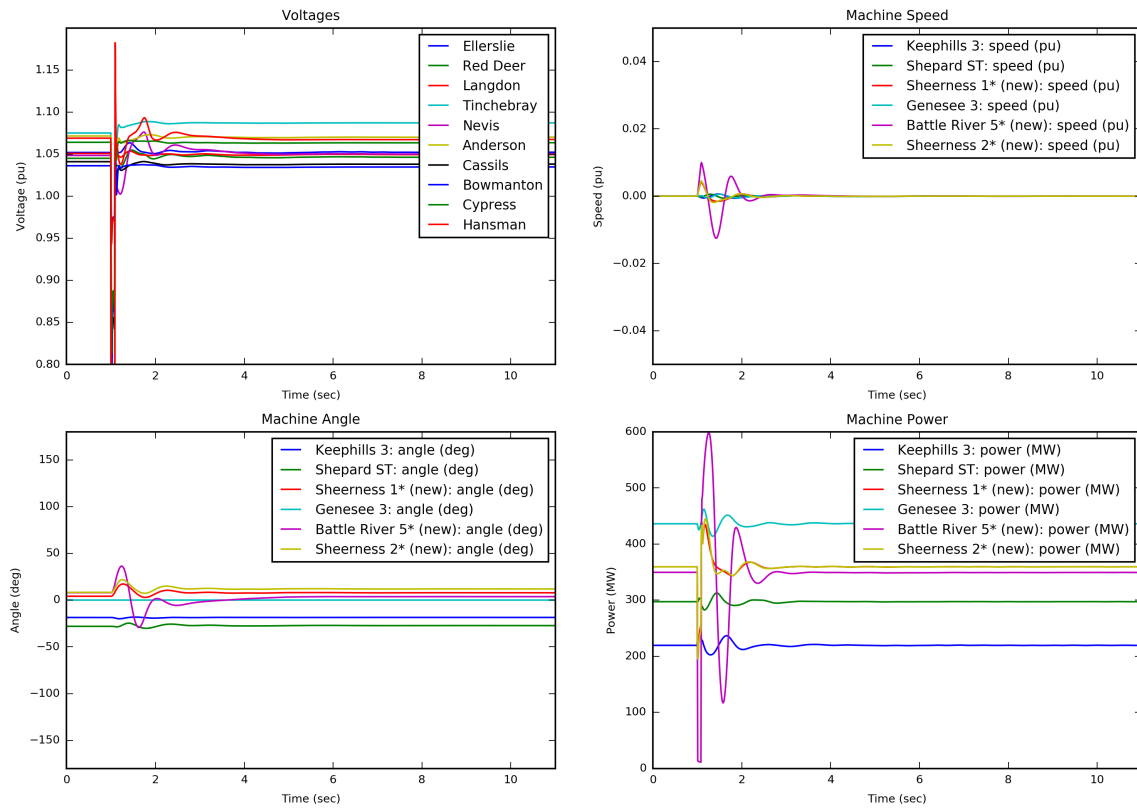 Voltages
1.15
1.10
1.05
1.00
0.95
0.90
0.85
0.80
Voltage (pu)
0
2
4
6
8
10
Time (sec)
Ellerslie
Red Deer
Langdon
Tinchebray
Nevis
Anderson
Cassils
Bowmanton
Cypress
Hansman
Machine Speed
0.04
0.02
0.00
−0.02
−0.04
Speed (pu)
0
2
4
6
8
10
Time (sec)
Keephills 3: speed (pu)
Shepard ST: speed (pu)
Sheerness 1* (new): speed (pu)
Genesee 3: speed (pu)
Battle River 5* (new): speed (pu)
Sheerness 2* (new): speed (pu)
Machine Angle
150
100
50
0
−50
−100
−150
Angle (deg)
0
2
4
6
8
10
Time (sec)
Keephills 3: angle (deg)
Shepard ST: angle (deg)
Sheerness 1* (new): angle (deg)
Genesee 3: angle (deg)
Battle River 5* (new): angle (deg)
Sheerness 2* (new): angle (deg)
Machine Power
600
500
400
300
200
100
0
Power (MW)
0
2
4
6
8
10
Time (sec)
Keephills 3: power (MW)
Shepard ST: power (MW)
Sheerness 1* (new): power (MW)
Genesee 3: power (MW)
Battle River 5* (new): power (MW)
Sheerness 2* (new): power (MW)